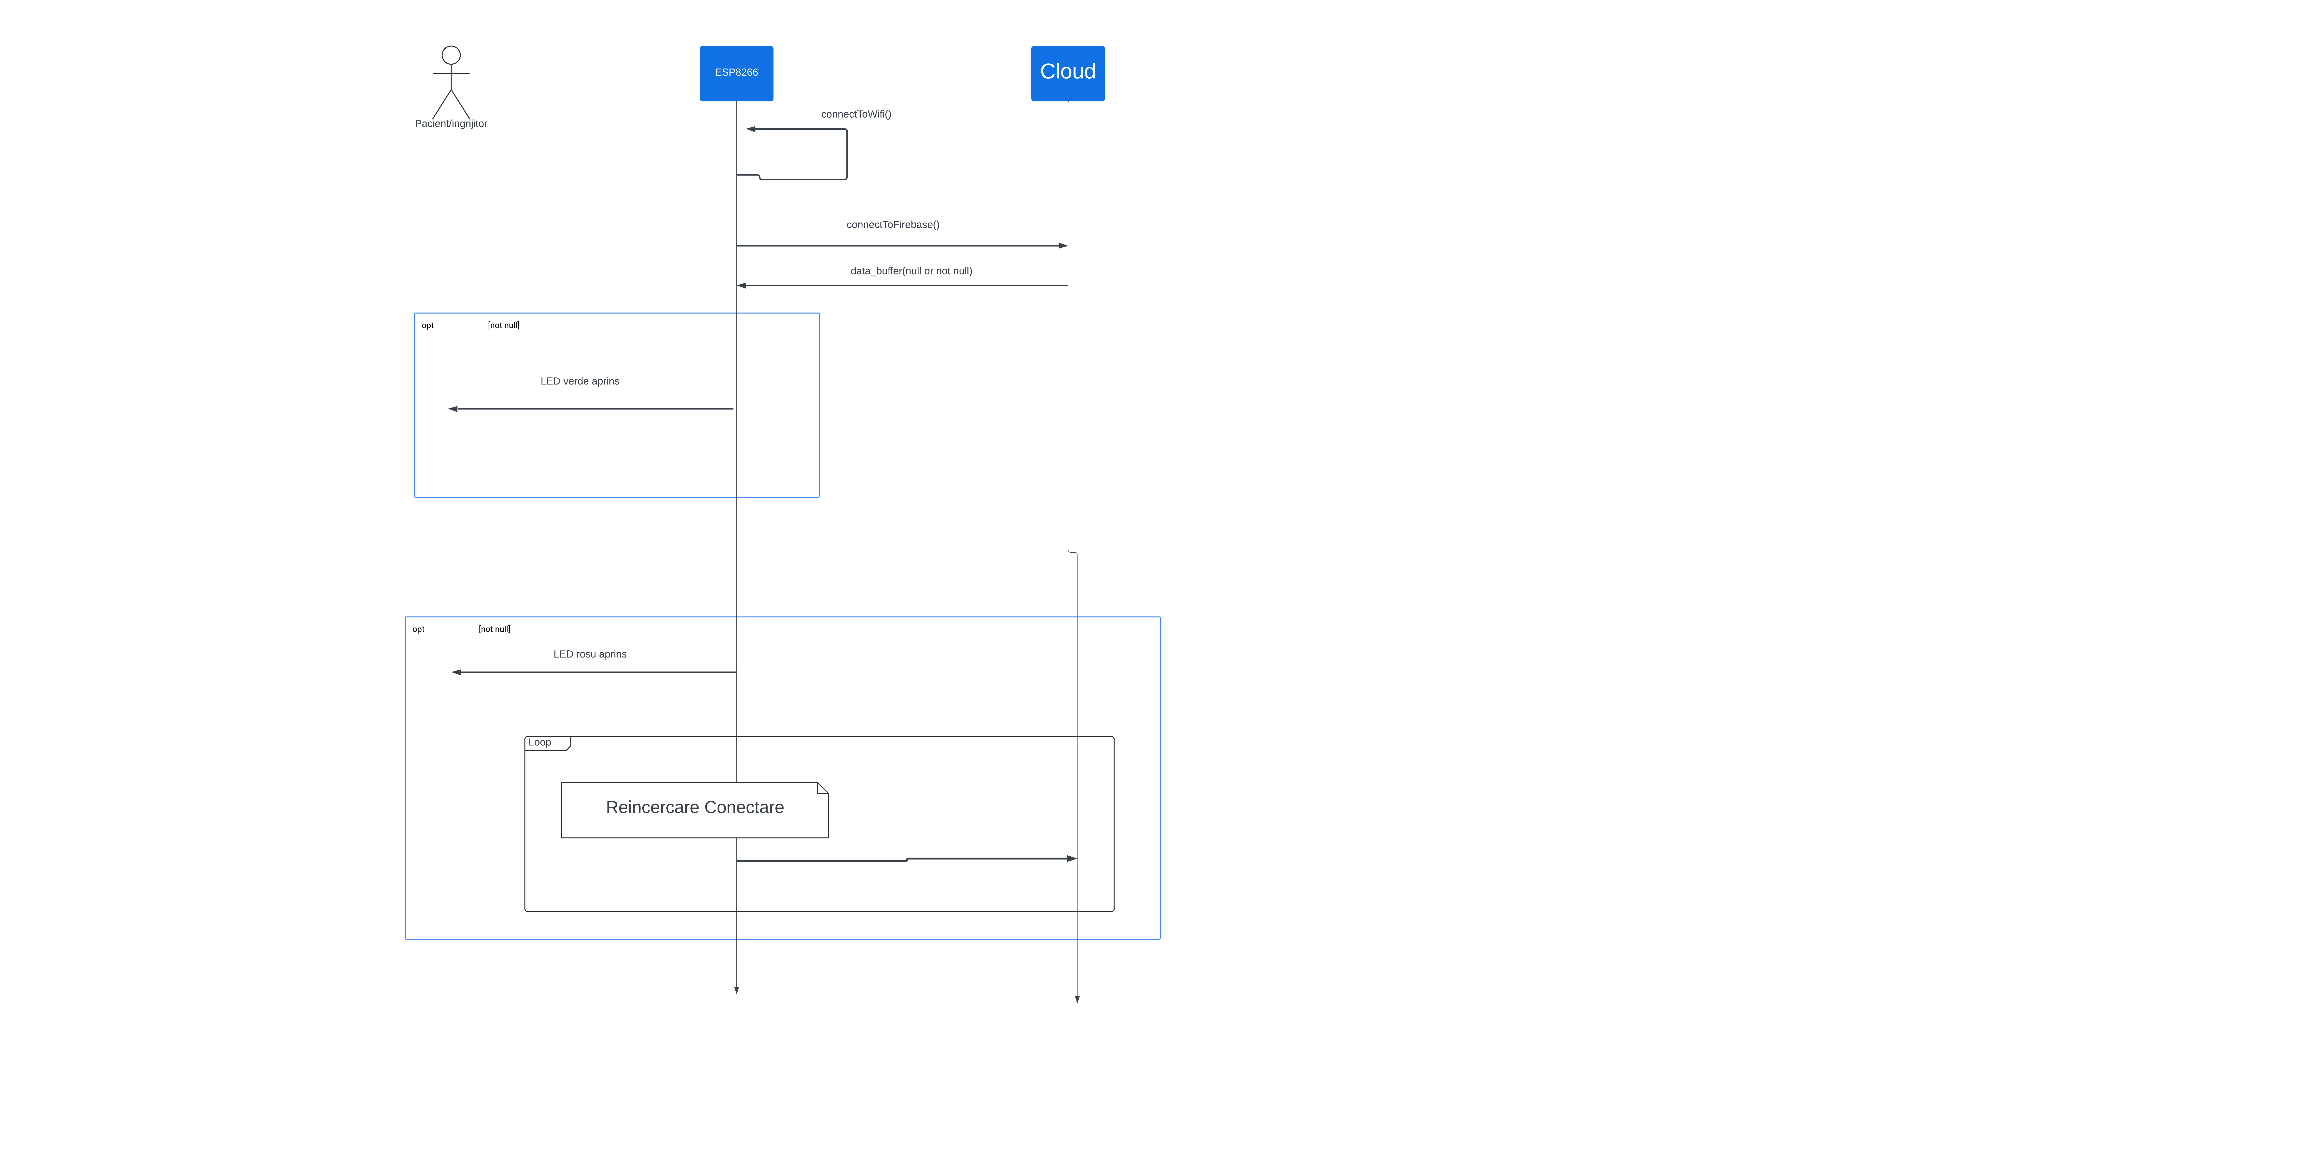 Pacient/ingrijitor
ESP8266
Cloud
connectToWifi()
connectToFirebase()
data_buffer(null or not null)
opt [not null]
LED verde aprins
opt [not null]
LED rosu aprins
Loop
Reincercare Conectare